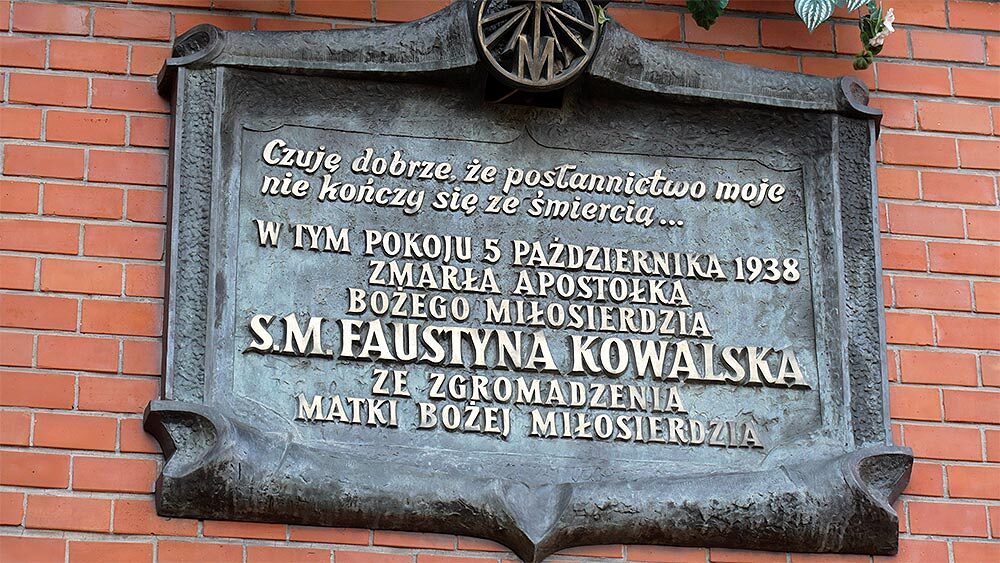 M
Czuję dobrze, że posłannictwo moje
nie kończy się ze śmiercią...
W TYM POKOJU 5 PAŹDZIERNIKA 1938
ZMARŁA APOSTOŁKA
BOŻEGO MIŁOSIERDZIA
S.M. FAUSTYNA KOWALSKA
ZE ZGROMADZENIA
MATKI BOŻEJ MIŁOSIERDZIA